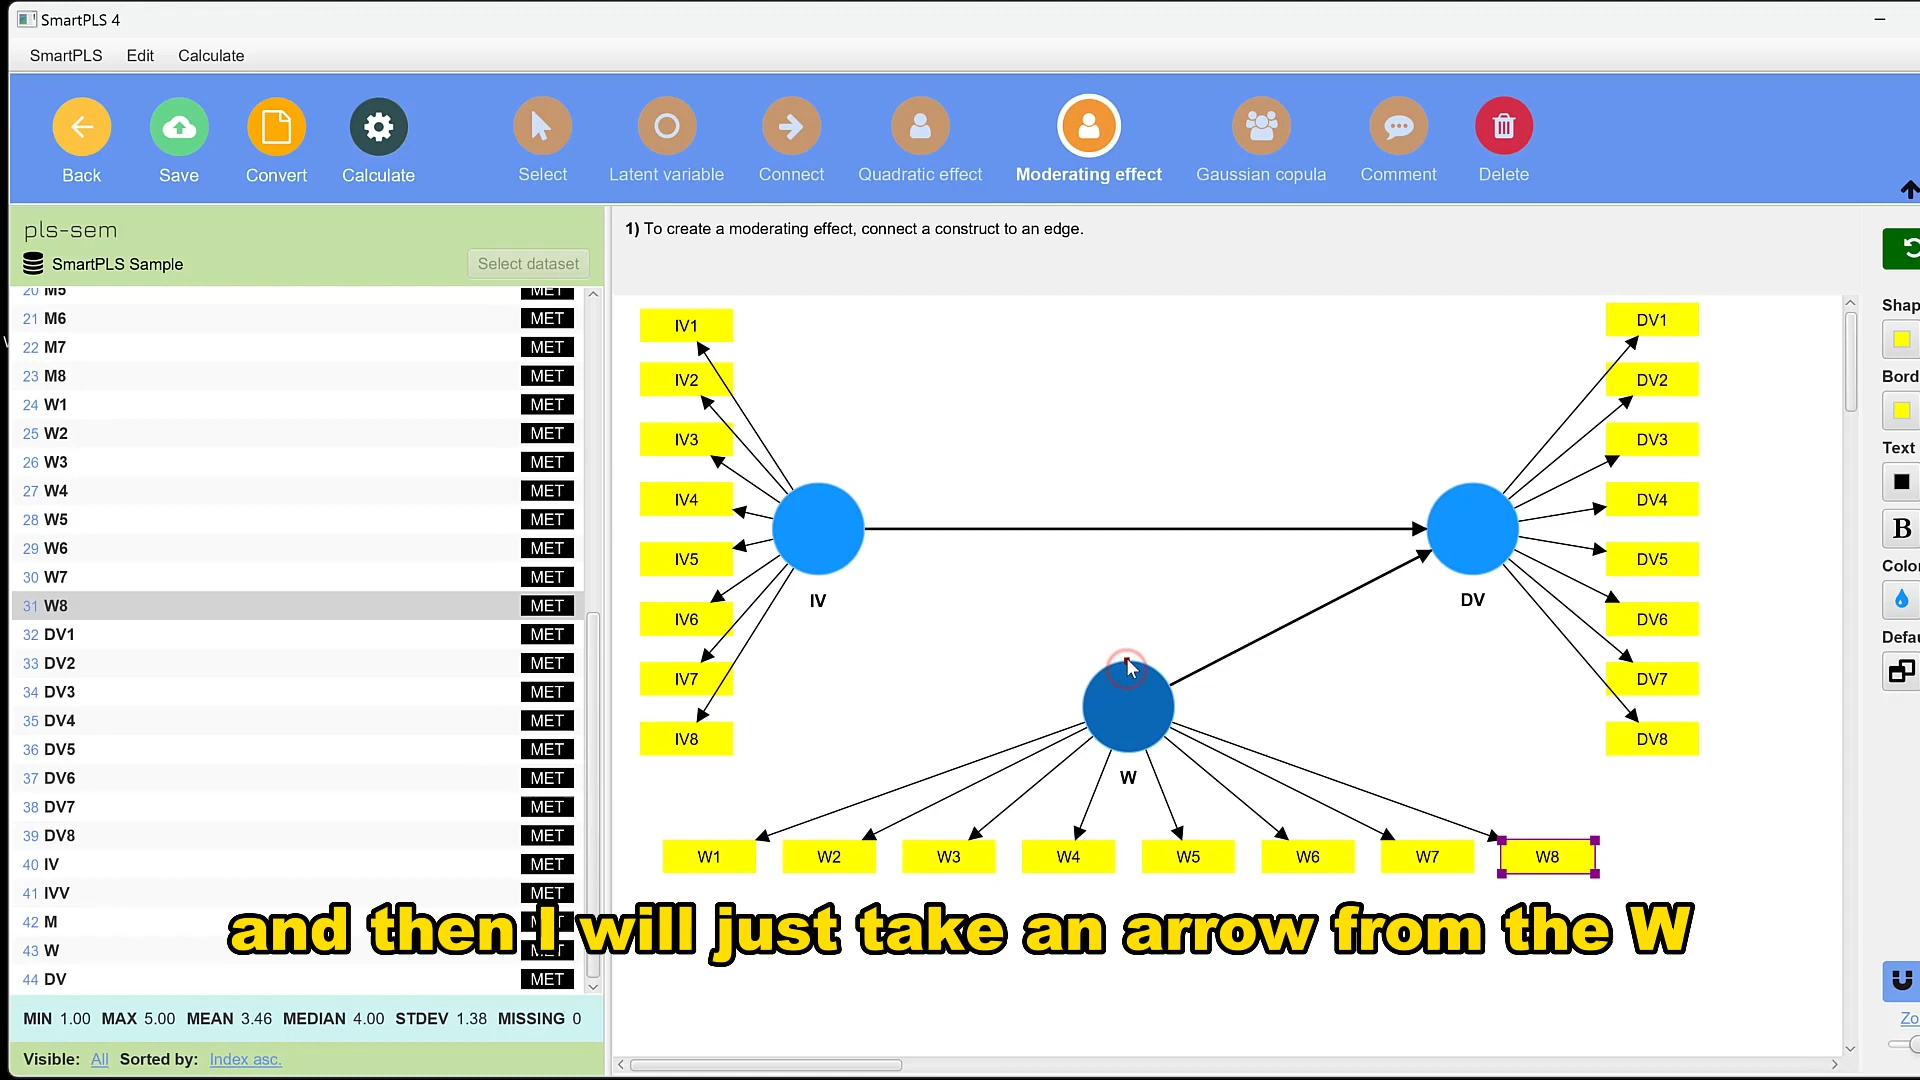 SmartPLS 4
SmartPLS Edit Calculate
Back Save Convert Calculate Select Latent variable Connect Quadratic effect Moderating effect Gaussian copula Comment Delete
pls-sem
SmartPLS Sample Select dataset
1) To create a moderating effect, connect a construct to an edge.
20 M5 MET
21 M6 MET
22 M7 MET
23 M8 MET
24 W1 MET
25 W2 MET
26 W3 MET
27 W4 MET
28 W5 MET
29 W6 MET
30 W7 MET
31 W8 MET
32 DV1 MET
33 DV2 MET
34 DV3 MET
35 DV4 MET
36 DV5 MET
37 DV6 MET
38 DV7 MET
39 DV8 MET
40 IV MET
41 IVV MET
42 M
43 W
44 DV MET
MIN 1.00 MAX 5.00 MEAN 3.46 MEDIAN 4.00 STDEV 1.38 MISSING 0
Visible: All Sorted by: Index asc.
IV1
IV2
IV3
IV4
IV5
IV6
IV7
IV8
IV
DV1
DV2
DV3
DV4
DV5
DV6
DV7
DV8
DV
W
W1 W2 W3 W4 W5 W6 W7 W8
and then I will just take an arrow from the W
Shap
Bord
Text
B
Color
Defau
Zo